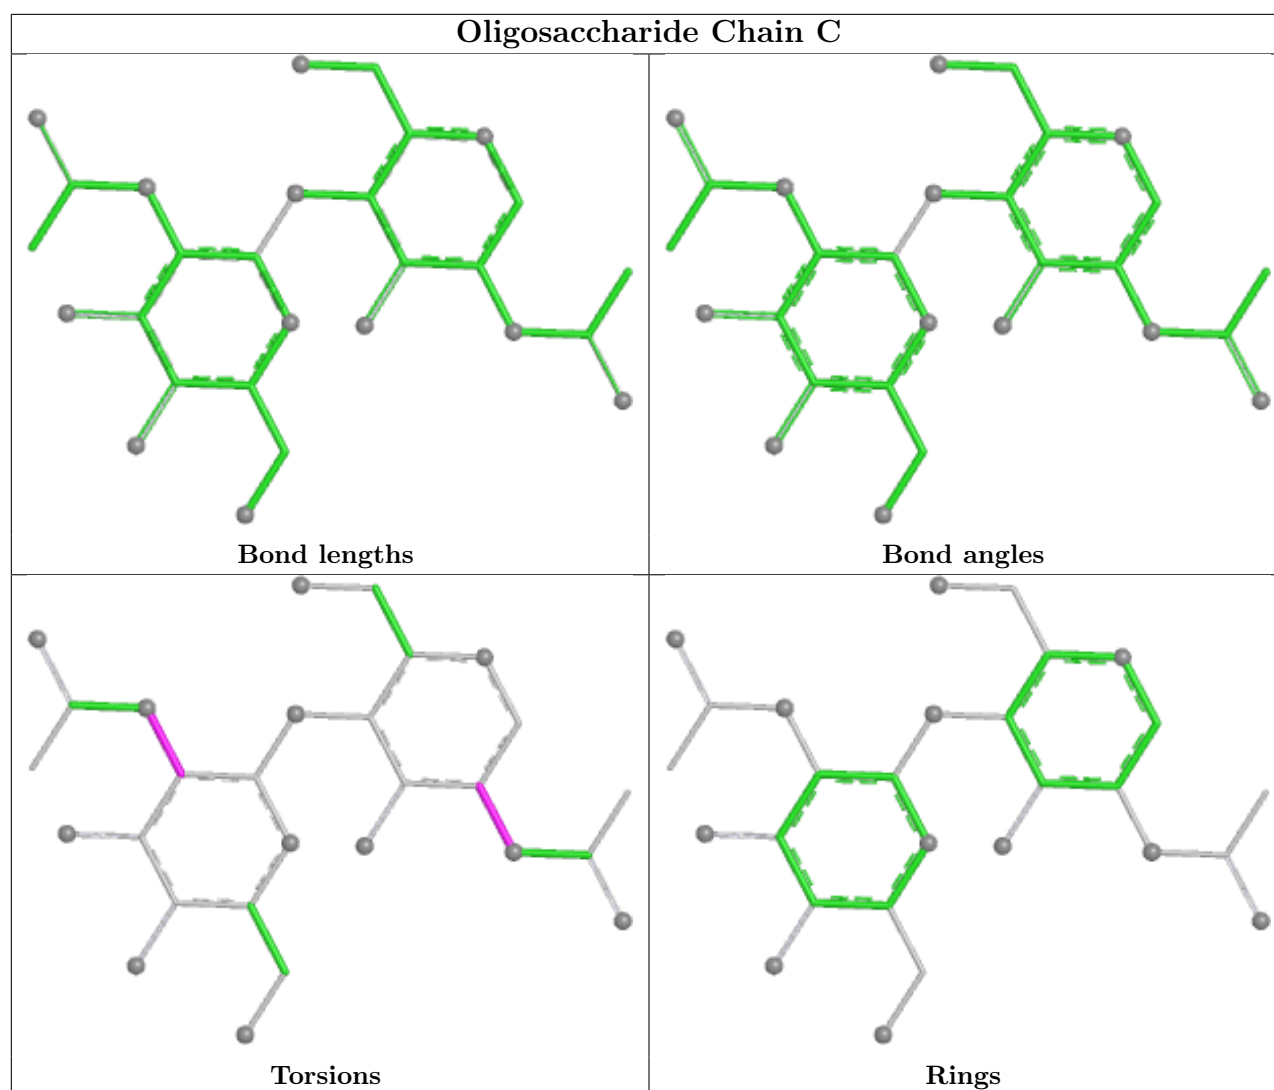 Oligosaccharide Chain C
Bond lengths
Bond angles
Torsions
Rings